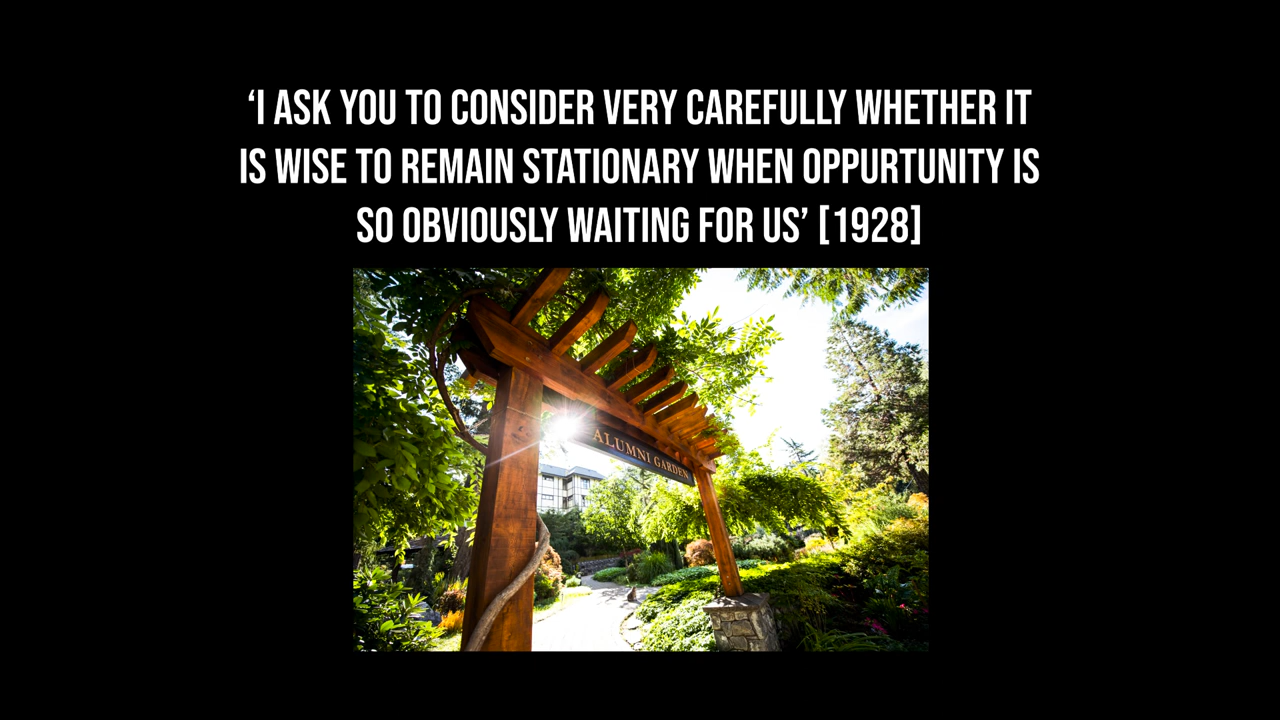 ‘I ASK YOU TO CONSIDER VERY CAREFULLY WHETHER IT
IS WISE TO REMAIN STATIONARY WHEN OPPURTUNITY IS
SO OBVIOUSLY WAITING FOR US’ [1928]
ALUMNI GARDEN